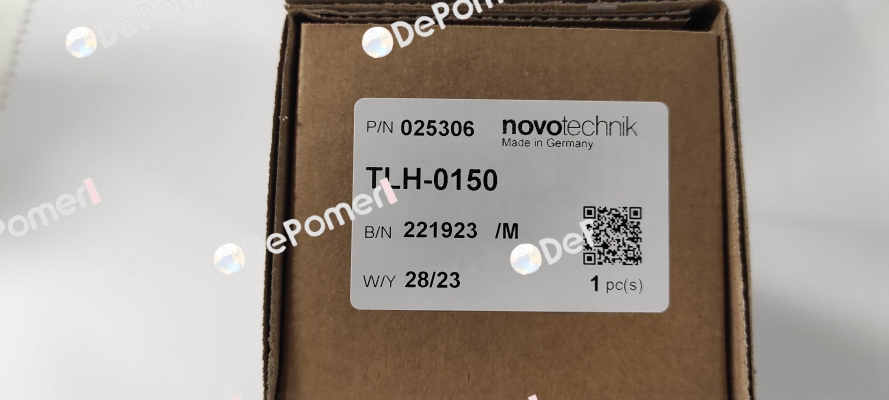 DePomerl
DePomerl
P/N 025306 novotechnik
Made in Germany
TLH-0150
DePomerl
DePomerl
B/N 221923 /M
W/Y 28/23
1 pc(s)